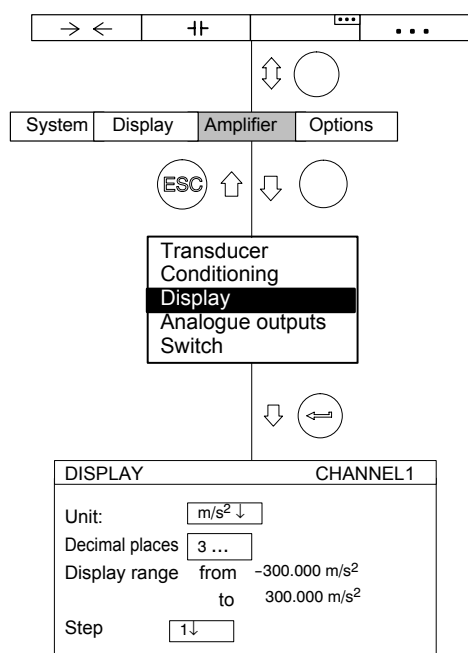 → ← ⊣⊢ ... ...
System Display Amplifier Options
ESC
Transducer
Conditioning
Display
Analogue outputs
Switch
DISPLAY CHANNEL1
Unit: m/s² ↓
Decimal places 3 ...
Display range from -300.000 m/s²
to 300.000 m/s²
Step 1↓